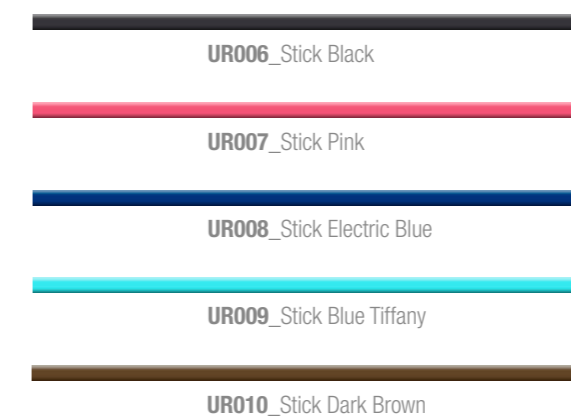 UR006_Stick Black
UR007_Stick Pink
UR008_Stick Electric Blue
UR009_Stick Blue Tiffany
UR010_Stick Dark Brown